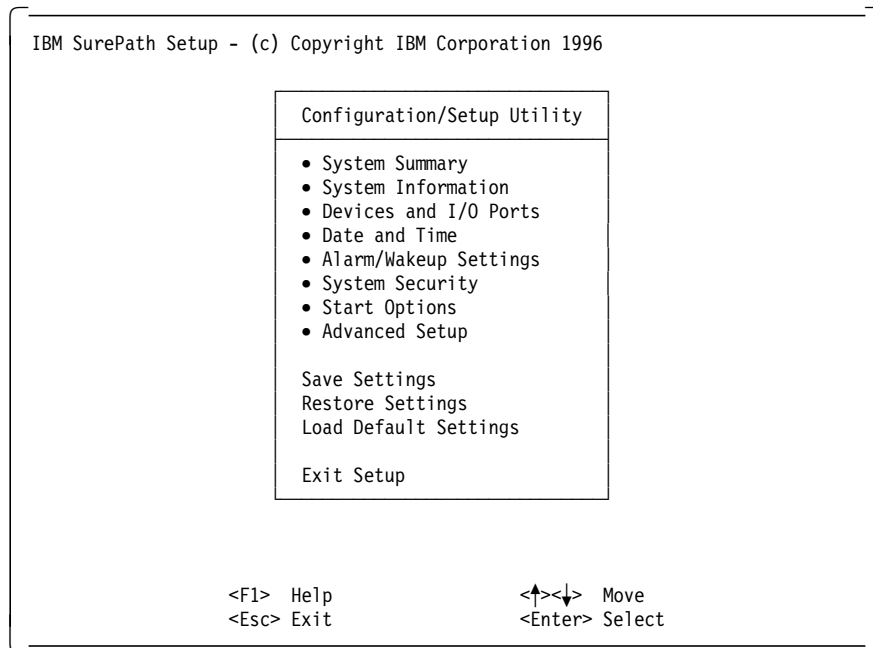 IBM SurePath Setup - (c) Copyright IBM Corporation 1996
Configuration/Setup Utility
• System Summary
• System Information
• Devices and I/O Ports
• Date and Time
• Alarm/Wakeup Settings
• System Security
• Start Options
• Advanced Setup
Save Settings
Restore Settings
Load Default Settings
Exit Setup
<F1> Help <↑><↓> Move
<Esc> Exit <Enter> Select